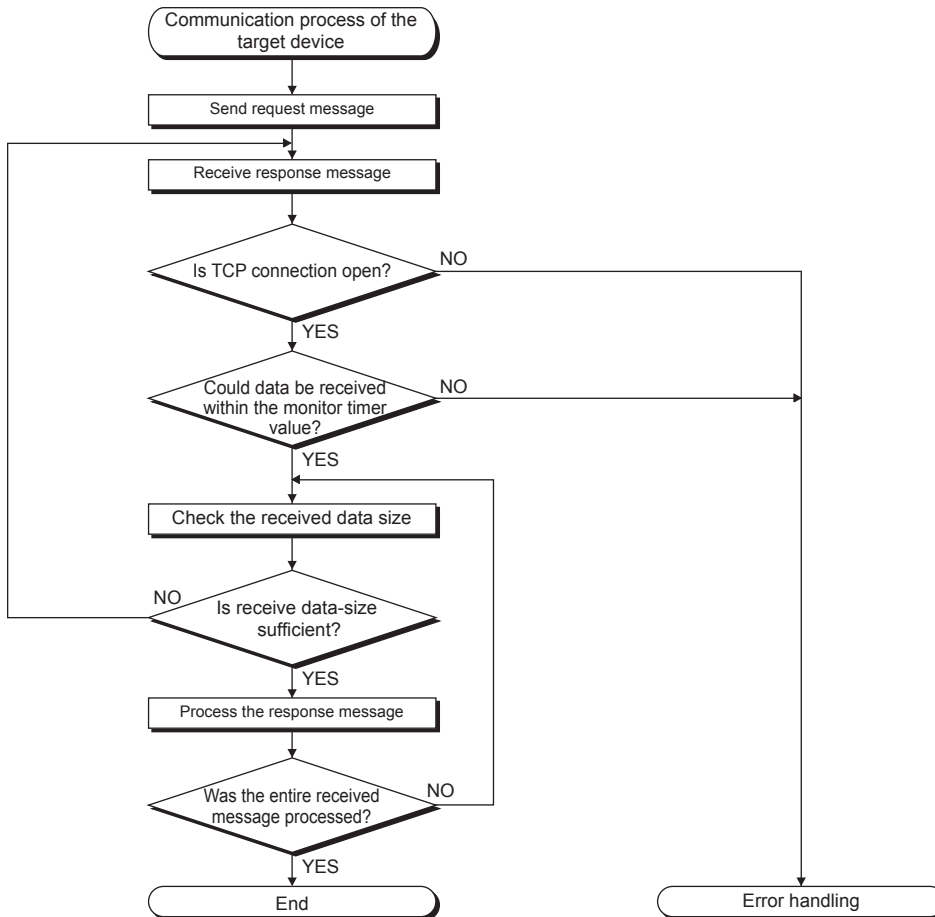 Communication process of the
target device
Send request message
Receive response message
Is TCP connection open?
NO
YES
Could data be received
within the monitor timer
value?
NO
YES
Check the received data size
Is receive data-size
sufficient?
NO
YES
Process the response message
Was the entire received
message processed?
NO
YES
End
Error handling